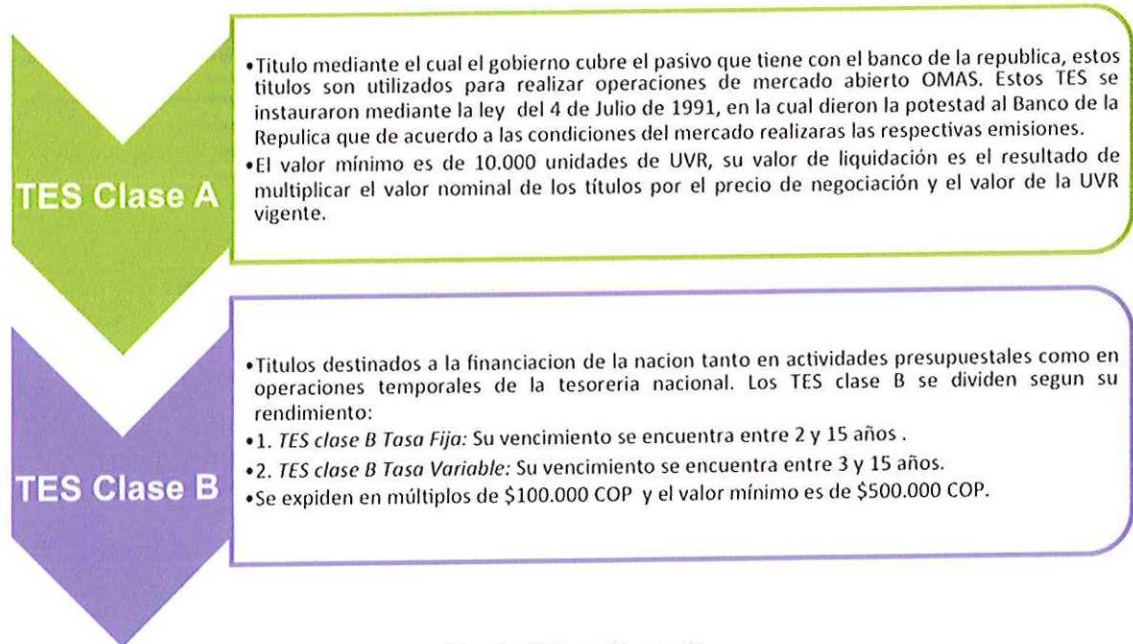 TES Clase A
•Titulo mediante el cual el gobierno cubre el pasivo que tiene con el banco de la republica, estos
titulos son utilizados para realizar operaciones de mercado abierto OMAS. Estos TES se
instauraron mediante la ley del 4 de Julio de 1991, en la cual dieron la potestad al Banco de la
Repulica que de acuerdo a las condiciones del mercado realizaras las respectivas emisiones.
•El valor mínimo es de 10.000 unidades de UVR, su valor de liquidación es el resultado de
multiplicar el valor nominal de los títulos por el precio de negociación y el valor de la UVR
vigente.
TES Clase B
•Titulos destinados a la financiacion de la nacion tanto en actividades presupuestales como en
operaciones temporales de la tesoreria nacional. Los TES clase B se dividen segun su
rendimiento:
•1. TES clase B Tasa Fija: Su vencimiento se encuentra entre 2 y 15 años .
•2. TES clase B Tasa Variable: Su vencimiento se encuentra entre 3 y 15 años.
•Se expiden en múltiplos de $100.000 COP y el valor mínimo es de $500.000 COP.